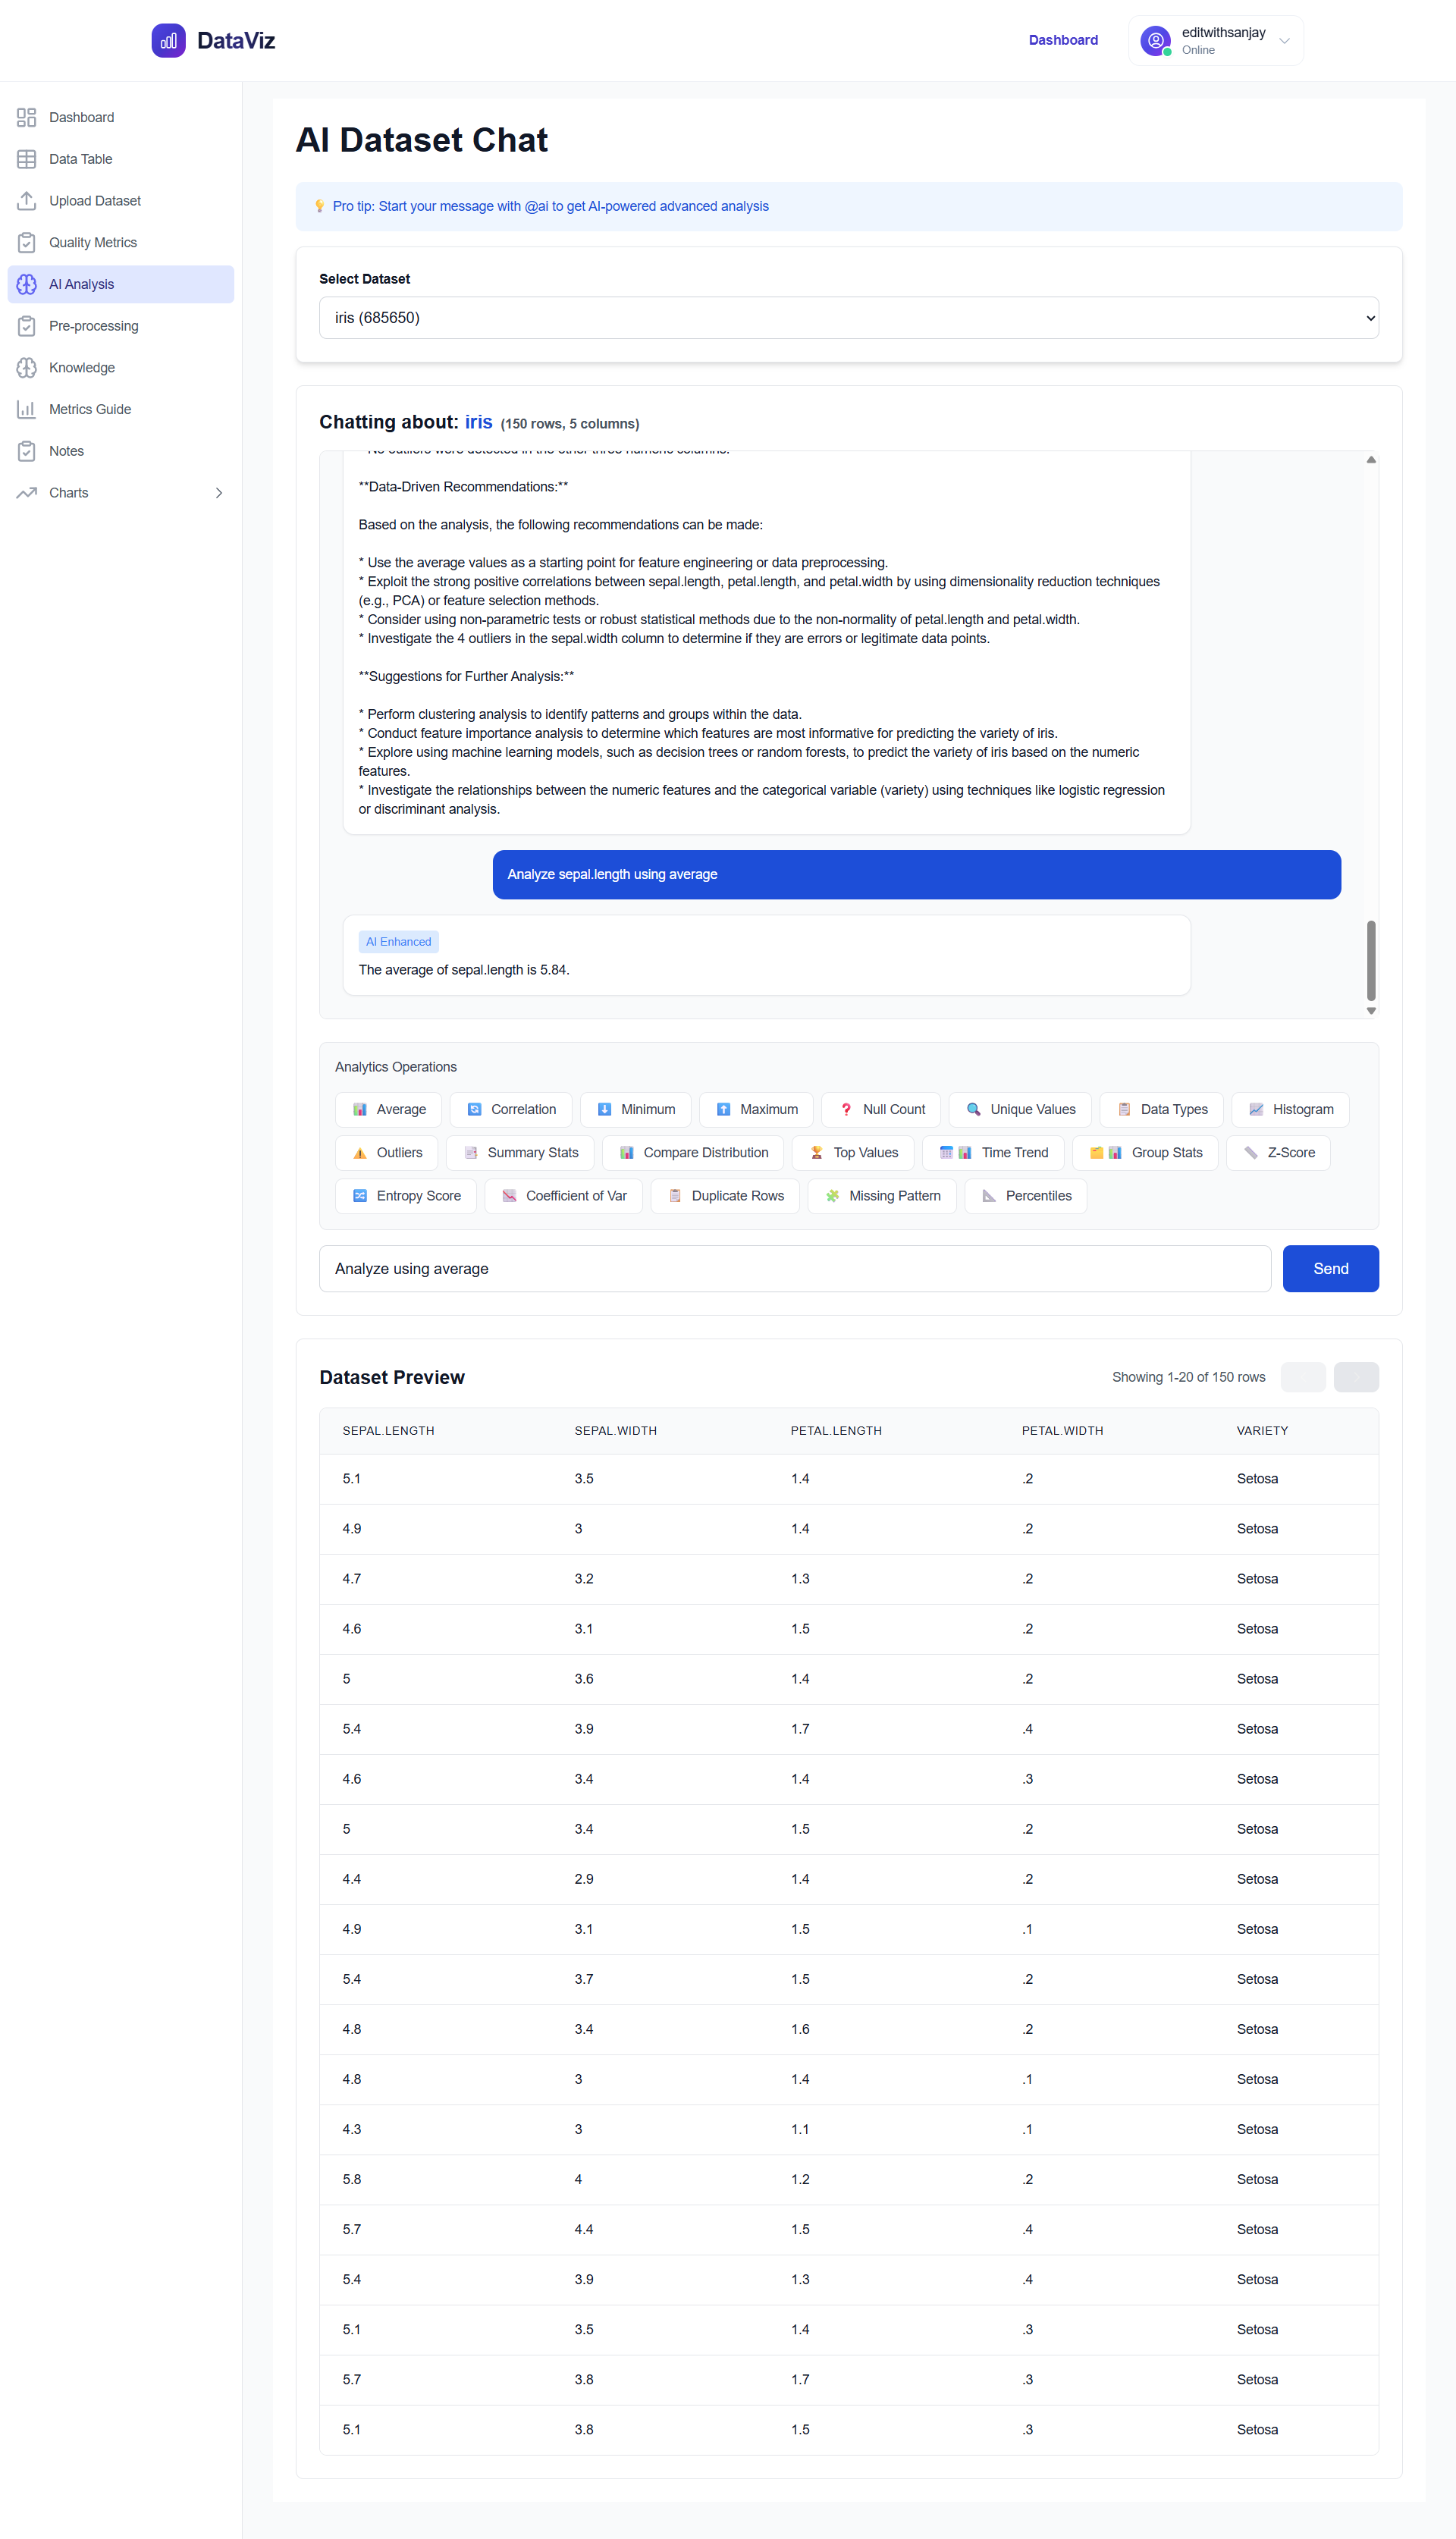 DataViz
Dashboard
editwithsanjay
Online
Dashboard
Data Table
Upload Dataset
Quality Metrics
AI Analysis
Pre-processing
Knowledge
Metrics Guide
Notes
Charts
AI Dataset Chat
Pro tip: Start your message with @ai to get AI-powered advanced analysis
Select Dataset
iris (685650)
Chatting about: iris (150 rows, 5 columns)
* No outliers were detected in the other three numeric columns.
**Data-Driven Recommendations:**
Based on the analysis, the following recommendations can be made:
* Use the average values as a starting point for feature engineering or data preprocessing.
* Exploit the strong positive correlations between sepal.length, petal.length, and petal.width by using dimensionality reduction techniques
(e.g., PCA) or feature selection methods.
* Consider using non-parametric tests or robust statistical methods due to the non-normality of petal.length and petal.width.
* Investigate the 4 outliers in the sepal.width column to determine if they are errors or legitimate data points.
**Suggestions for Further Analysis:**
* Perform clustering analysis to identify patterns and groups within the data.
* Conduct feature importance analysis to determine which features are most informative for predicting the variety of iris.
* Explore using machine learning models, such as decision trees or random forests, to predict the variety of iris based on the numeric
features.
* Investigate the relationships between the numeric features and the categorical variable (variety) using techniques like logistic regression
or discriminant analysis.
Analyze sepal.length using average
AI Enhanced
The average of sepal.length is 5.84.
Analytics Operations
Average Correlation Minimum Maximum Null Count Unique Values Data Types Histogram
Outliers Summary Stats Compare Distribution Top Values Time Trend Group Stats Z-Score
Entropy Score Coefficient of Var Duplicate Rows Missing Pattern Percentiles
Analyze using average
Send
Dataset Preview
Showing 1-20 of 150 rows
SEPAL.LENGTH SEPAL.WIDTH PETAL.LENGTH PETAL.WIDTH VARIETY
5.1 3.5 1.4 .2 Setosa
4.9 3 1.4 .2 Setosa
4.7 3.2 1.3 .2 Setosa
4.6 3.1 1.5 .2 Setosa
5 3.6 1.4 .2 Setosa
5.4 3.9 1.7 .4 Setosa
4.6 3.4 1.4 .3 Setosa
5 3.4 1.5 .2 Setosa
4.4 2.9 1.4 .2 Setosa
4.9 3.1 1.5 .1 Setosa
5.4 3.7 1.5 .2 Setosa
4.8 3.4 1.6 .2 Setosa
4.8 3 1.4 .1 Setosa
4.3 3 1.1 .1 Setosa
5.8 4 1.2 .2 Setosa
5.7 4.4 1.5 .4 Setosa
5.4 3.9 1.3 .4 Setosa
5.1 3.5 1.4 .3 Setosa
5.7 3.8 1.7 .3 Setosa
5.1 3.8 1.5 .3 Setosa